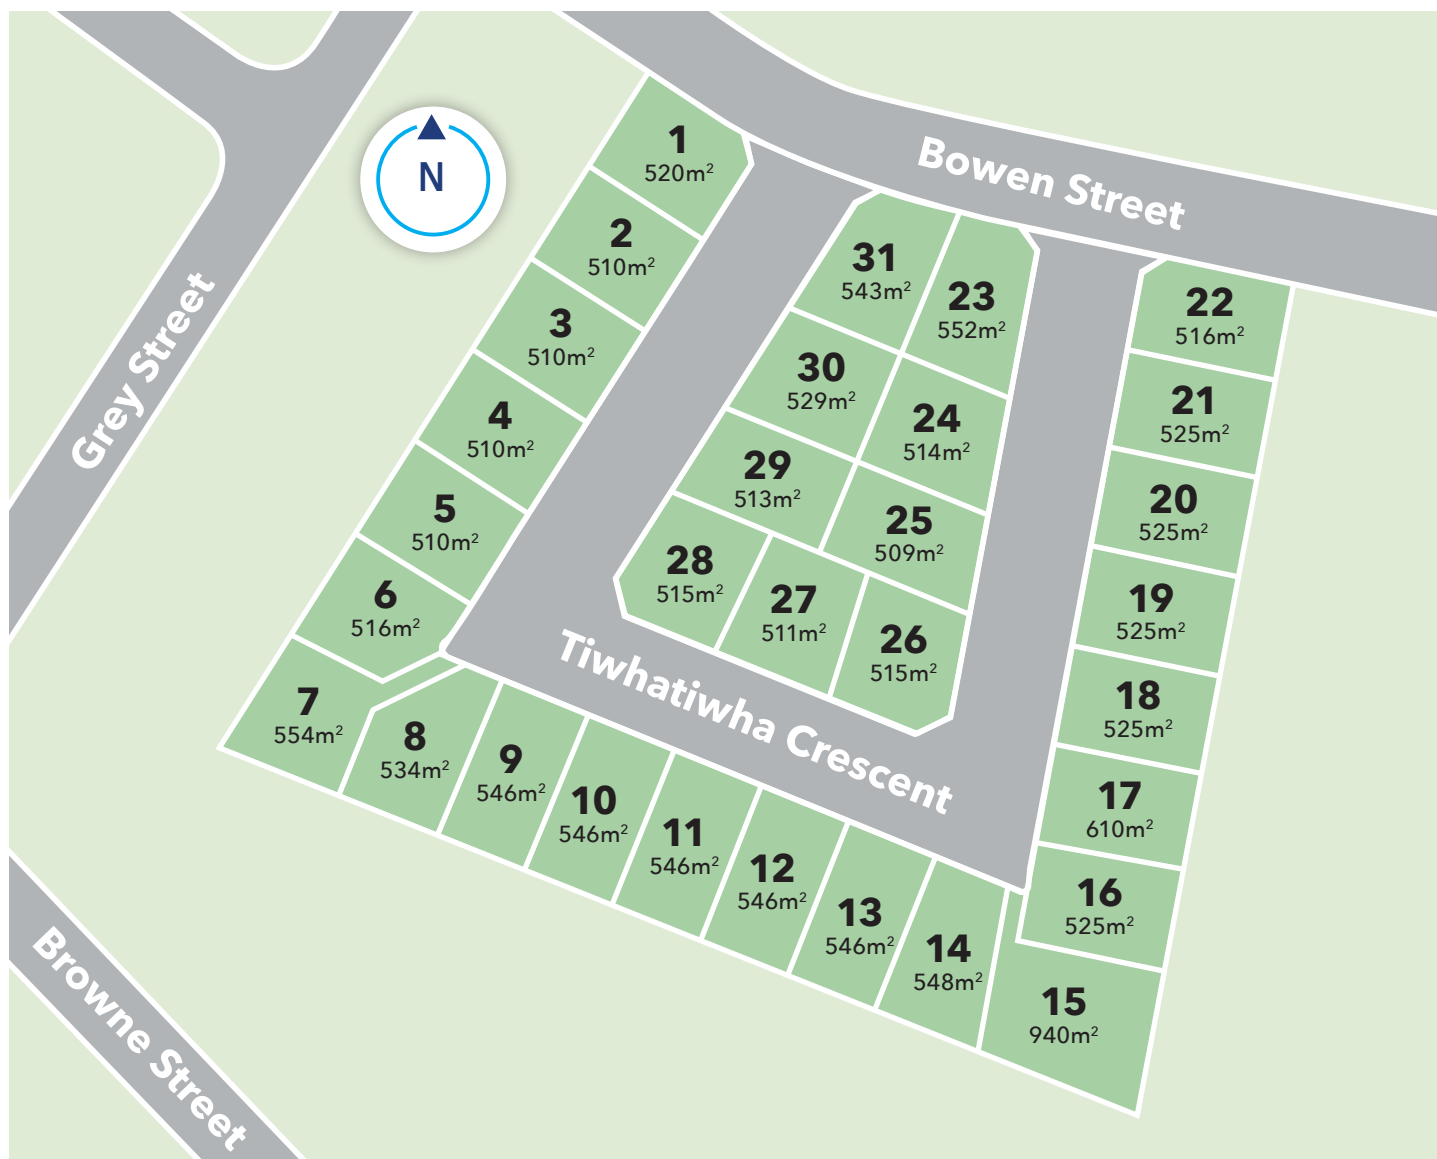 Bowen Street
Grey Street
N
1
520m²
2
510m²
3
510m²
4
510m²
5
510m²
6
516m²
7
554m²
8
534m²
9
546m²
10
546m²
11
546m²
12
546m²
13
546m²
14
548m²
15
940m²
16
525m²
17
610m²
18
525m²
19
525m²
20
525m²
21
525m²
22
516m²
23
552m²
24
514m²
25
509m²
26
515m²
27
511m²
28
515m²
29
513m²
30
529m²
31
543m²
Tiwhatiwha Crescent
Browne Street